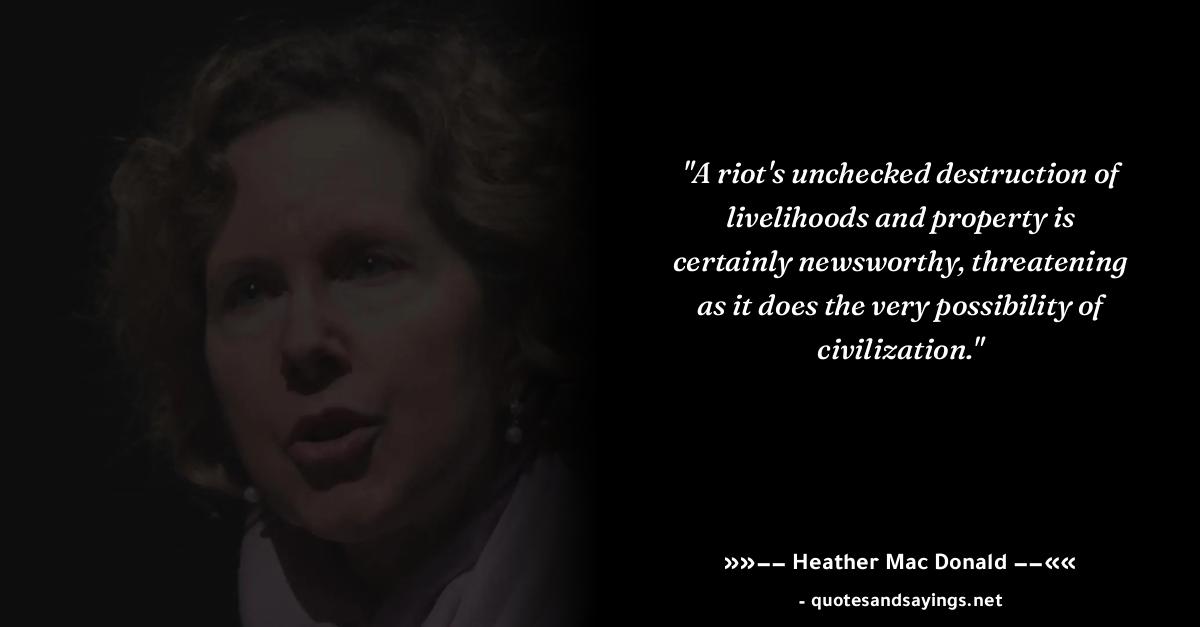 "A riot's unchecked destruction of
livelihoods and property is
certainly newsworthy, threatening
as it does the very possibility of
civilization."
»»−− Heather Mac Donald −−««
- quotesandsayings.net